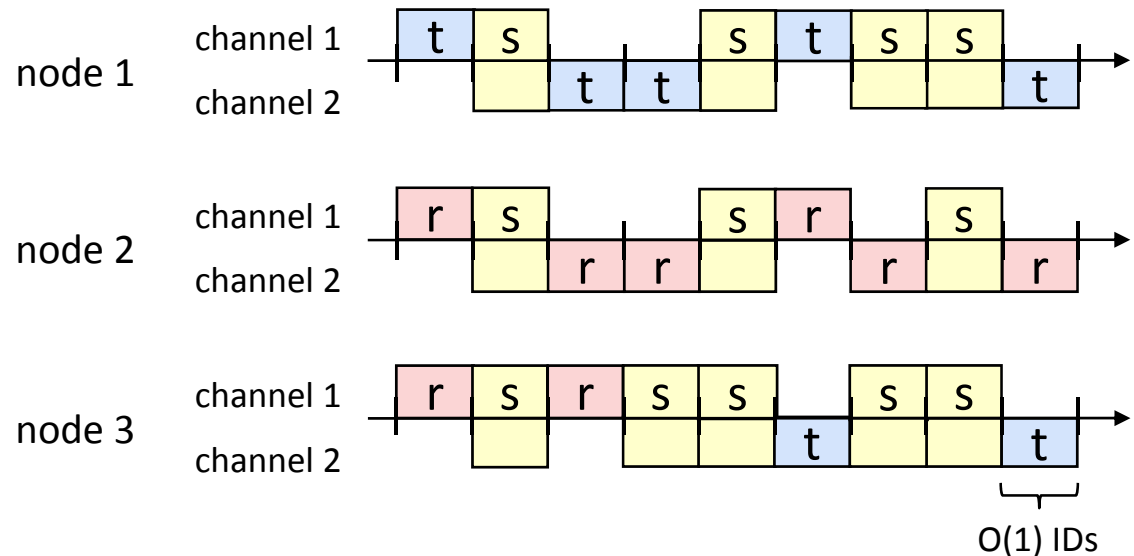 channel 1 t s s t s s
node 1
channel 2 t t t
channel 1 r s s r s
node 2
channel 2 r r r r
channel 1 r s r s s s s
node 3
channel 2 t t
O(1) IDs